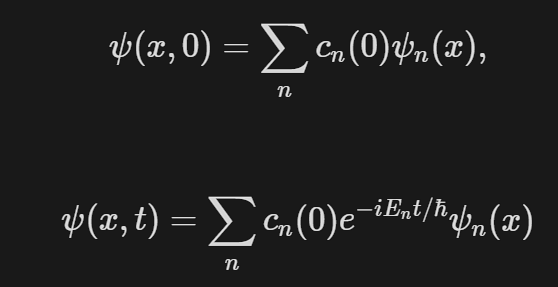 ψ(x, 0) = ∑ₙ cₙ(0)ψₙ(x),
ψ(x, t) = ∑ₙ cₙ(0)e^{-iEₙt/ℏ}ψₙ(x)